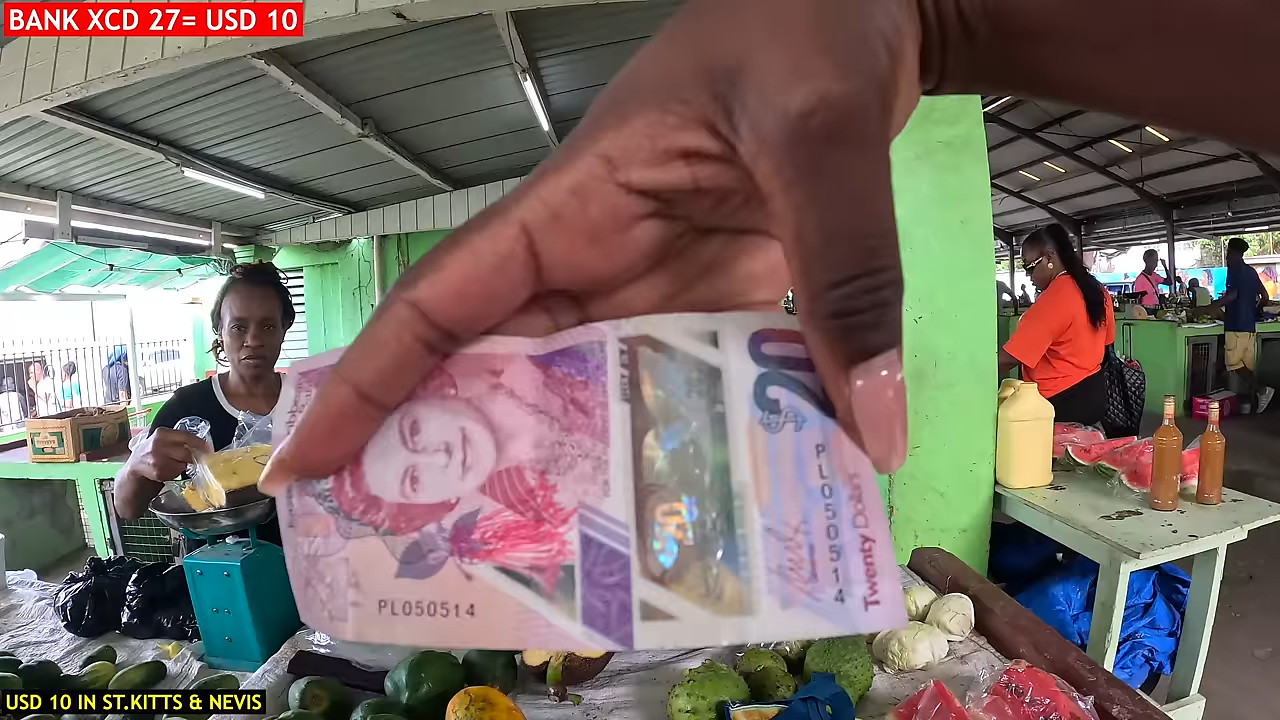 BANK XCD 27= USD 10
20
PL050514
Twenty Dollars
PL050514
USD 10 IN ST.KITTS & NEVIS